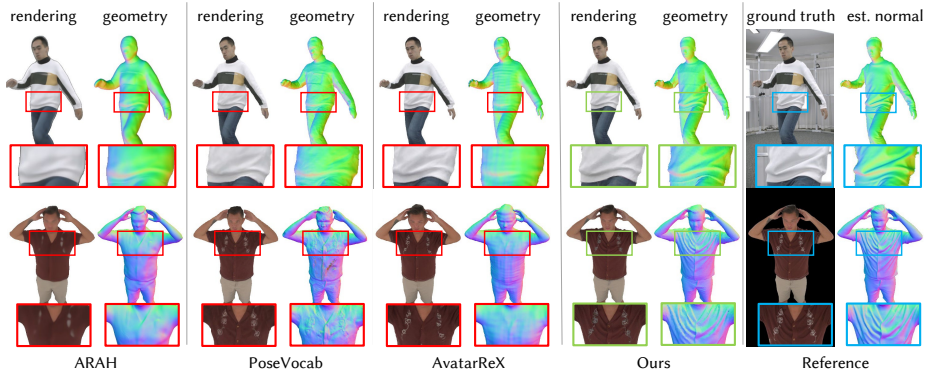 rendering geometry rendering geometry rendering geometry rendering geometry ground truth est. normal
ARAH PoseVocab AvatarReX Ours Reference